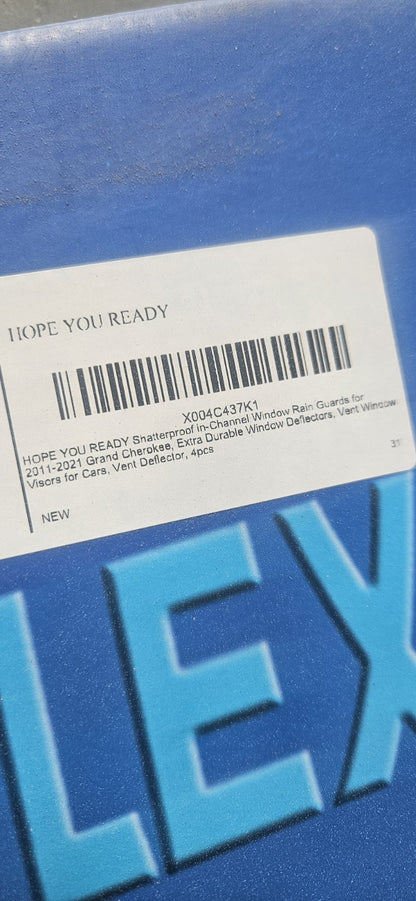 HOPE YOU READY
X004C437K1
HOPE YOU READY Shatterproof in-Channel Window Rain Guards for
2011-2021 Grand Cherokee, Extra Durable Window Deflectors, Vent Window
Visors for Cars, Vent Deflector, 4pcs
NEW
LEX